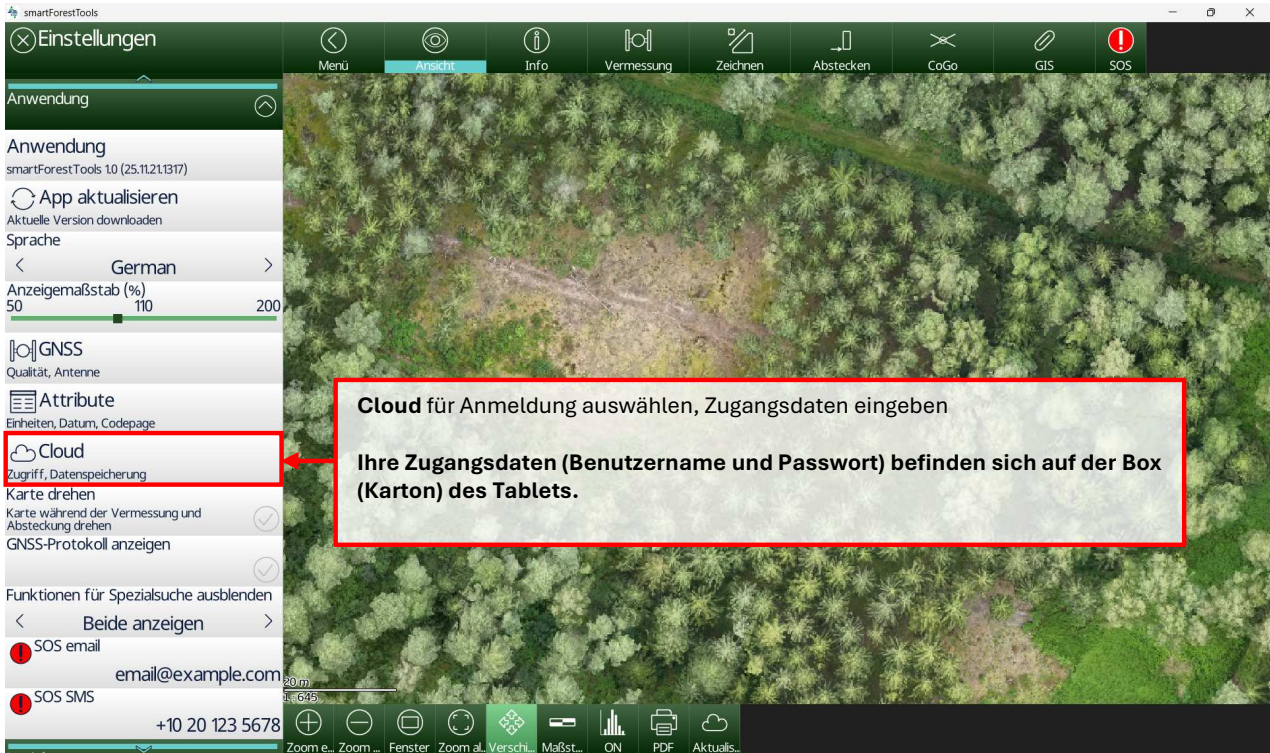 smartForestTools
Einstellungen
Menü
Ansicht
Info
Vermessung
Zeichnen
Abstecken
CoGo
GIS
SOS
Anwendung
Anwendung
smartForestTools 1.0 (25.11.21.1317)
App aktualisieren
Aktuelle Version downloaden
Sprache
German
Anzeigemaßstab (%)
50 110 200
GNSS
Qualität, Antenne
Attribute
Einheiten, Datum, Codepage
Cloud
Zugriff, Datenspeicherung
Karte drehen
Karte während der Vermessung und
Absteckung drehen
GNSS-Protokoll anzeigen
Funktionen für Spezialsuche ausblenden
Beide anzeigen
SOS email
email@example.com
SOS SMS
+10 20 123 5678
Cloud für Anmeldung auswählen, Zugangsdaten eingeben
Ihre Zugangsdaten (Benutzername und Passwort) befinden sich auf der Box
(Karton) des Tablets.
20 m
1 : 645
Zoom e...
Zoom ...
Fenster
Zoom al..
Verschi...
Maßst...
ON
PDF
Aktualis..